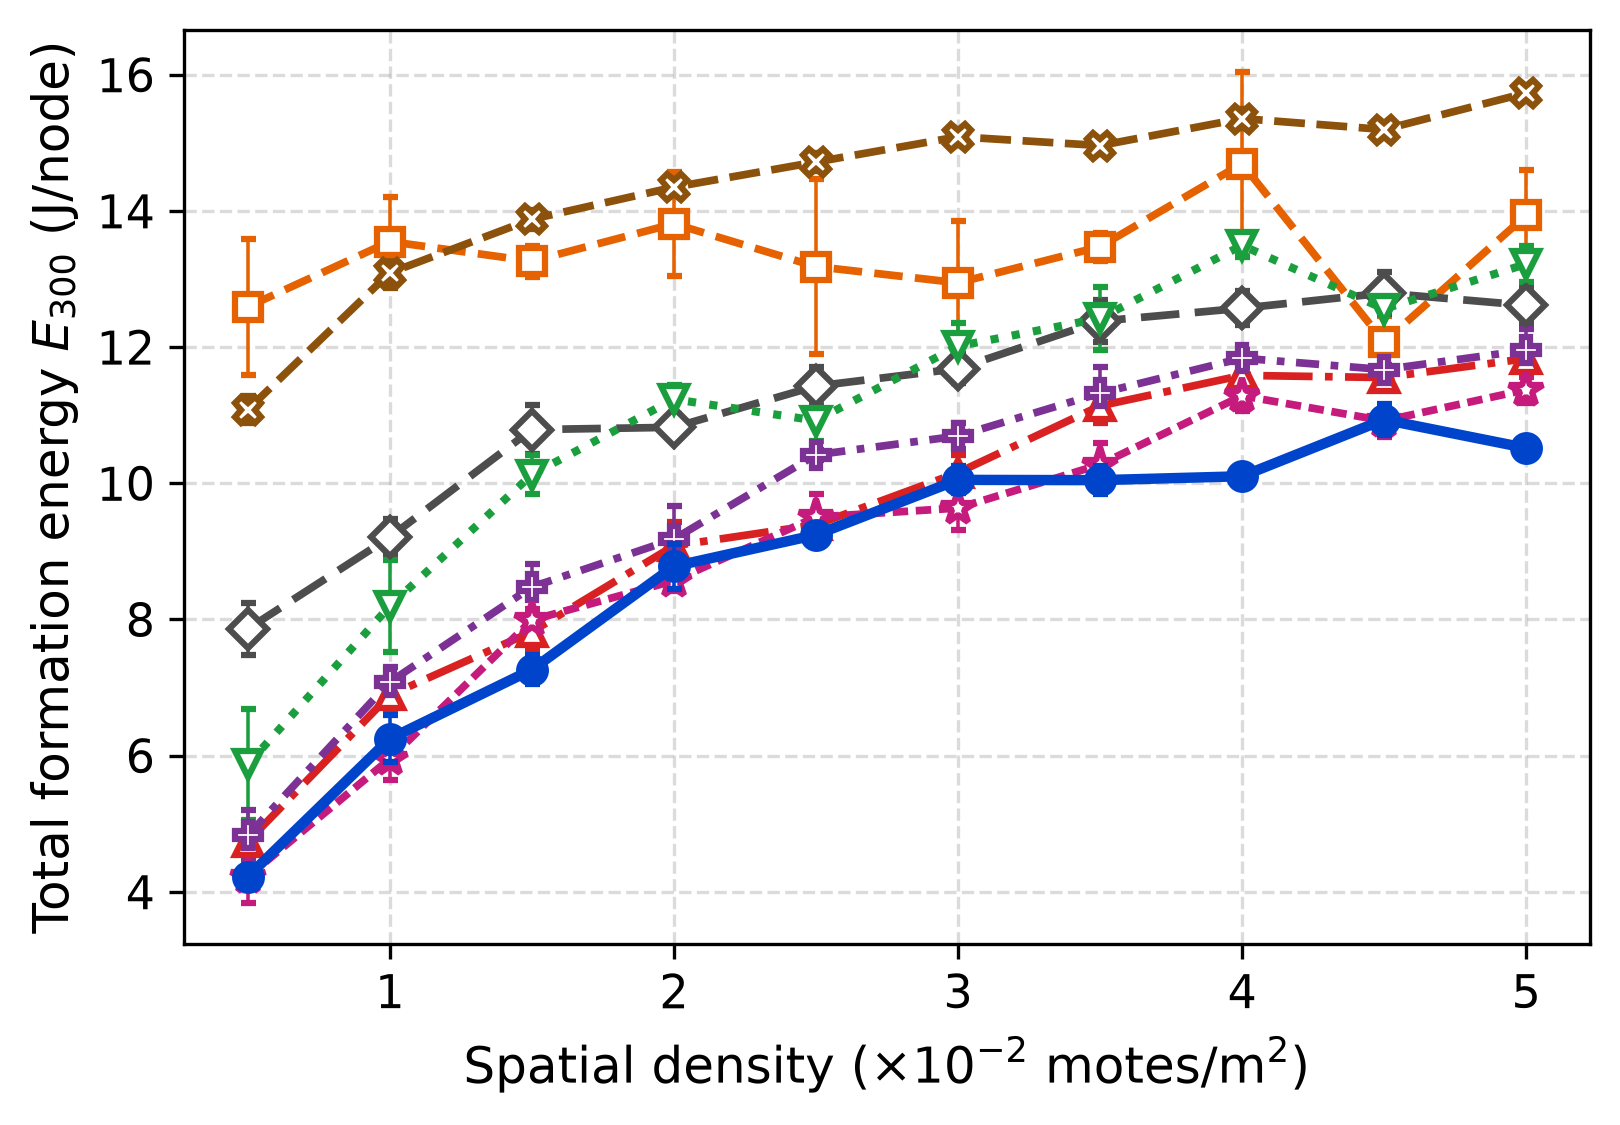 Total formation energy E₃₀₀ (J/node)
16
14
12
10
8
6
4
1 2 3 4 5
Spatial density (×10⁻² motes/m²)